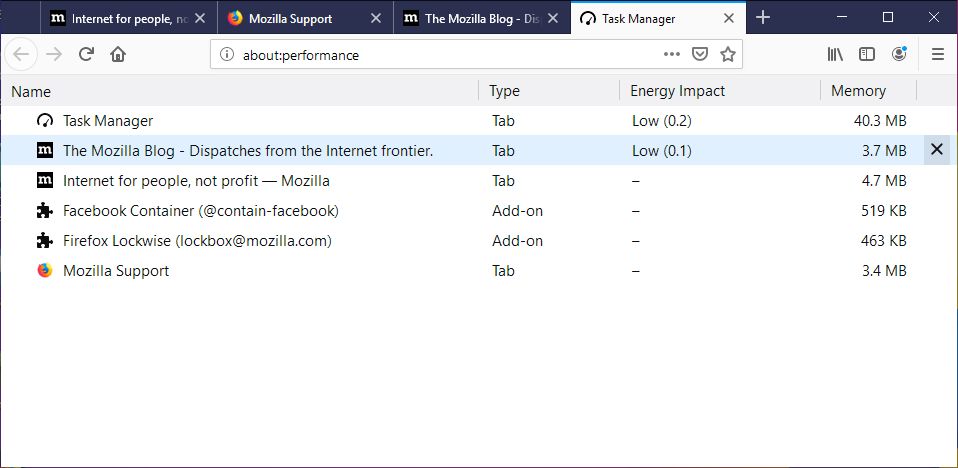 Internet for people, no
Mozilla Support
The Mozilla Blog - Dis
Task Manager
about:performance
Name Type Energy Impact Memory
Task Manager Tab Low (0.2) 40.3 MB
The Mozilla Blog - Dispatches from the Internet frontier. Tab Low (0.1) 3.7 MB
Internet for people, not profit — Mozilla Tab – 4.7 MB
Facebook Container (@contain-facebook) Add-on – 519 KB
Firefox Lockwise (lockbox@mozilla.com) Add-on – 463 KB
Mozilla Support Tab – 3.4 MB